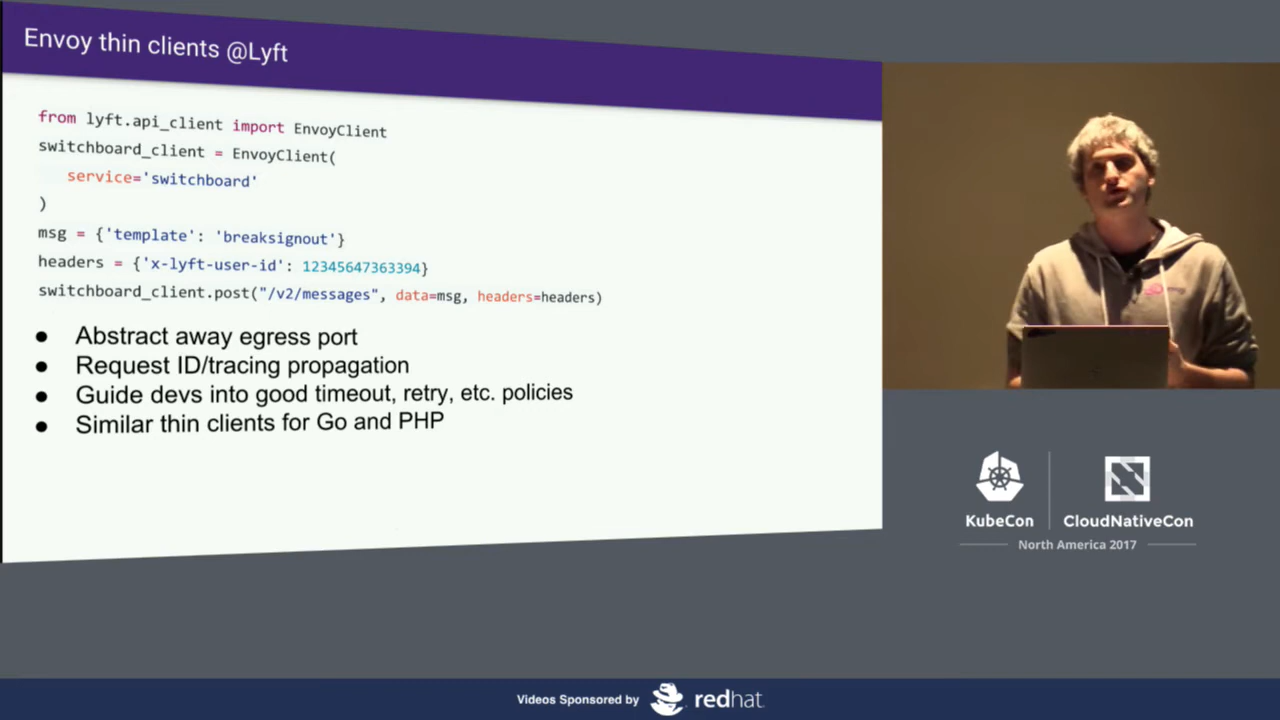 Envoy thin clients @Lyft
from lyft.api_client import EnvoyClient
switchboard_client = EnvoyClient(
service='switchboard'
)
msg = {'template': 'breaksignout'}
headers = {'x-lyft-user-id': 12345647363394}
switchboard_client.post("/v2/messages", data=msg, headers=headers)
● Abstract away egress port
● Request ID/tracing propagation
● Guide devs into good timeout, retry, etc. policies
● Similar thin clients for Go and PHP
KubeCon
CloudNativeCon
North America 2017
Videos Sponsored by redhat